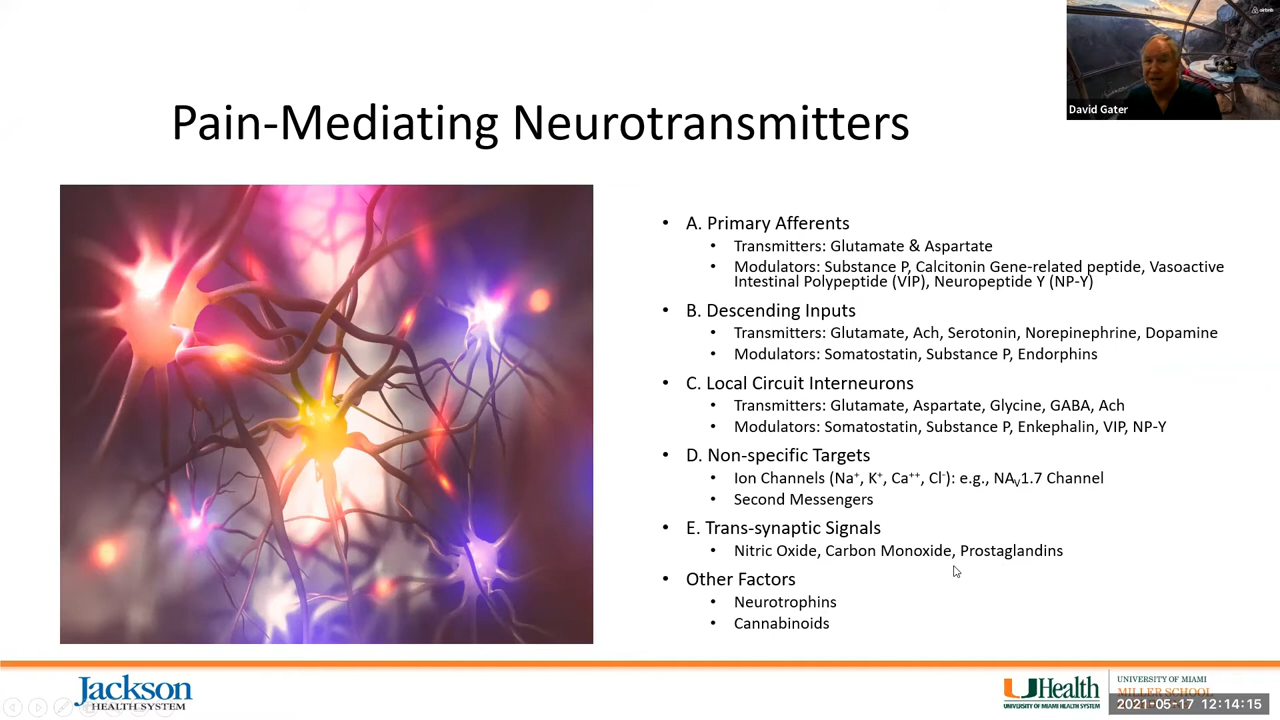 airbnb
David Gater
Pain-Mediating Neurotransmitters
• A. Primary Afferents
• Transmitters: Glutamate & Aspartate
• Modulators: Substance P, Calcitonin Gene-related peptide, Vasoactive
Intestinal Polypeptide (VIP), Neuropeptide Y (NP-Y)
• B. Descending Inputs
• Transmitters: Glutamate, Ach, Serotonin, Norepinephrine, Dopamine
• Modulators: Somatostatin, Substance P, Endorphins
• C. Local Circuit Interneurons
• Transmitters: Glutamate, Aspartate, Glycine, GABA, Ach
• Modulators: Somatostatin, Substance P, Enkephalin, VIP, NP-Y
• D. Non-specific Targets
• Ion Channels (Na⁺, K⁺, Ca⁺⁺, Cl⁻): e.g., NAᵥ1.7 Channel
• Second Messengers
• E. Trans-synaptic Signals
• Nitric Oxide, Carbon Monoxide, Prostaglandins
• Other Factors
• Neurotrophins
• Cannabinoids
Jackson
HEALTH SYSTEM
UHealth
UNIVERSITY OF MIAMI HEALTH SYSTEM
UNIVERSITY OF MIAMI
MILLER SCHOOL
2021-05-17 12:14:15